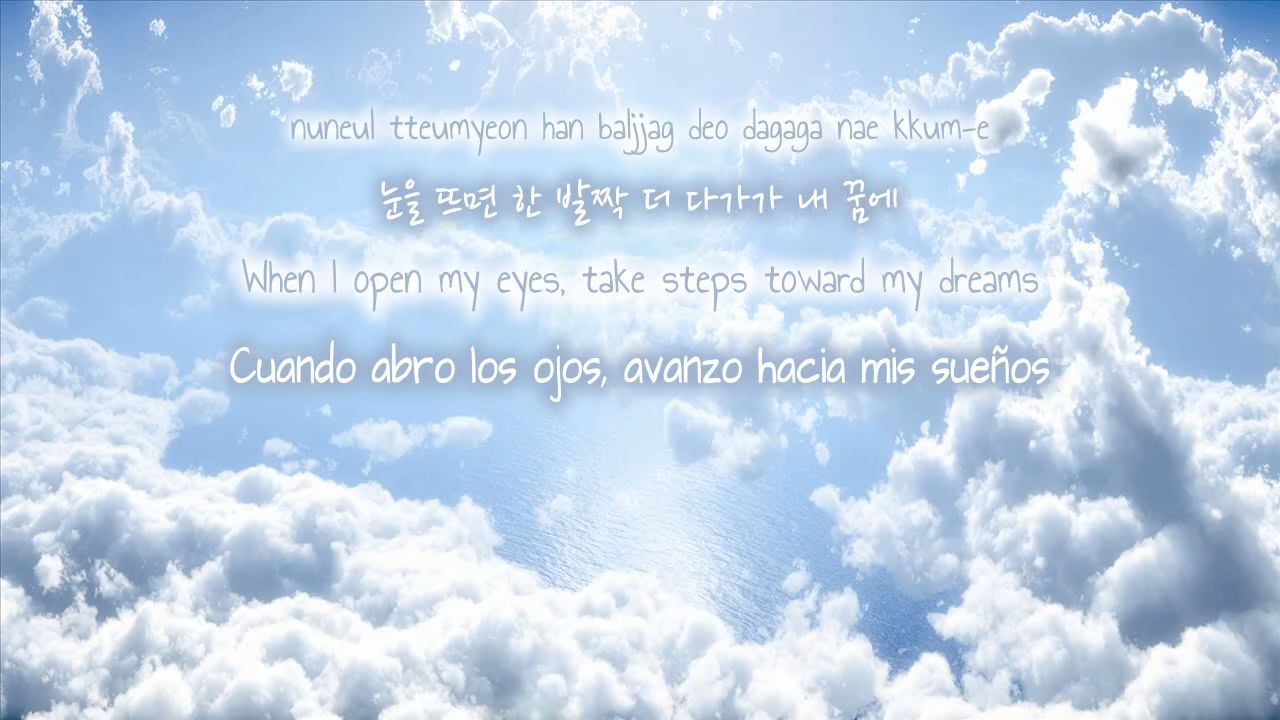 nuneul tteumyeon han baljjag deo dagaga nae kkum-e
눈을 뜨면 한 발짝 더 다가가 내 꿈에
When I open my eyes, take steps toward my dreams
Cuando abro los ojos, avanzo hacia mis sueños